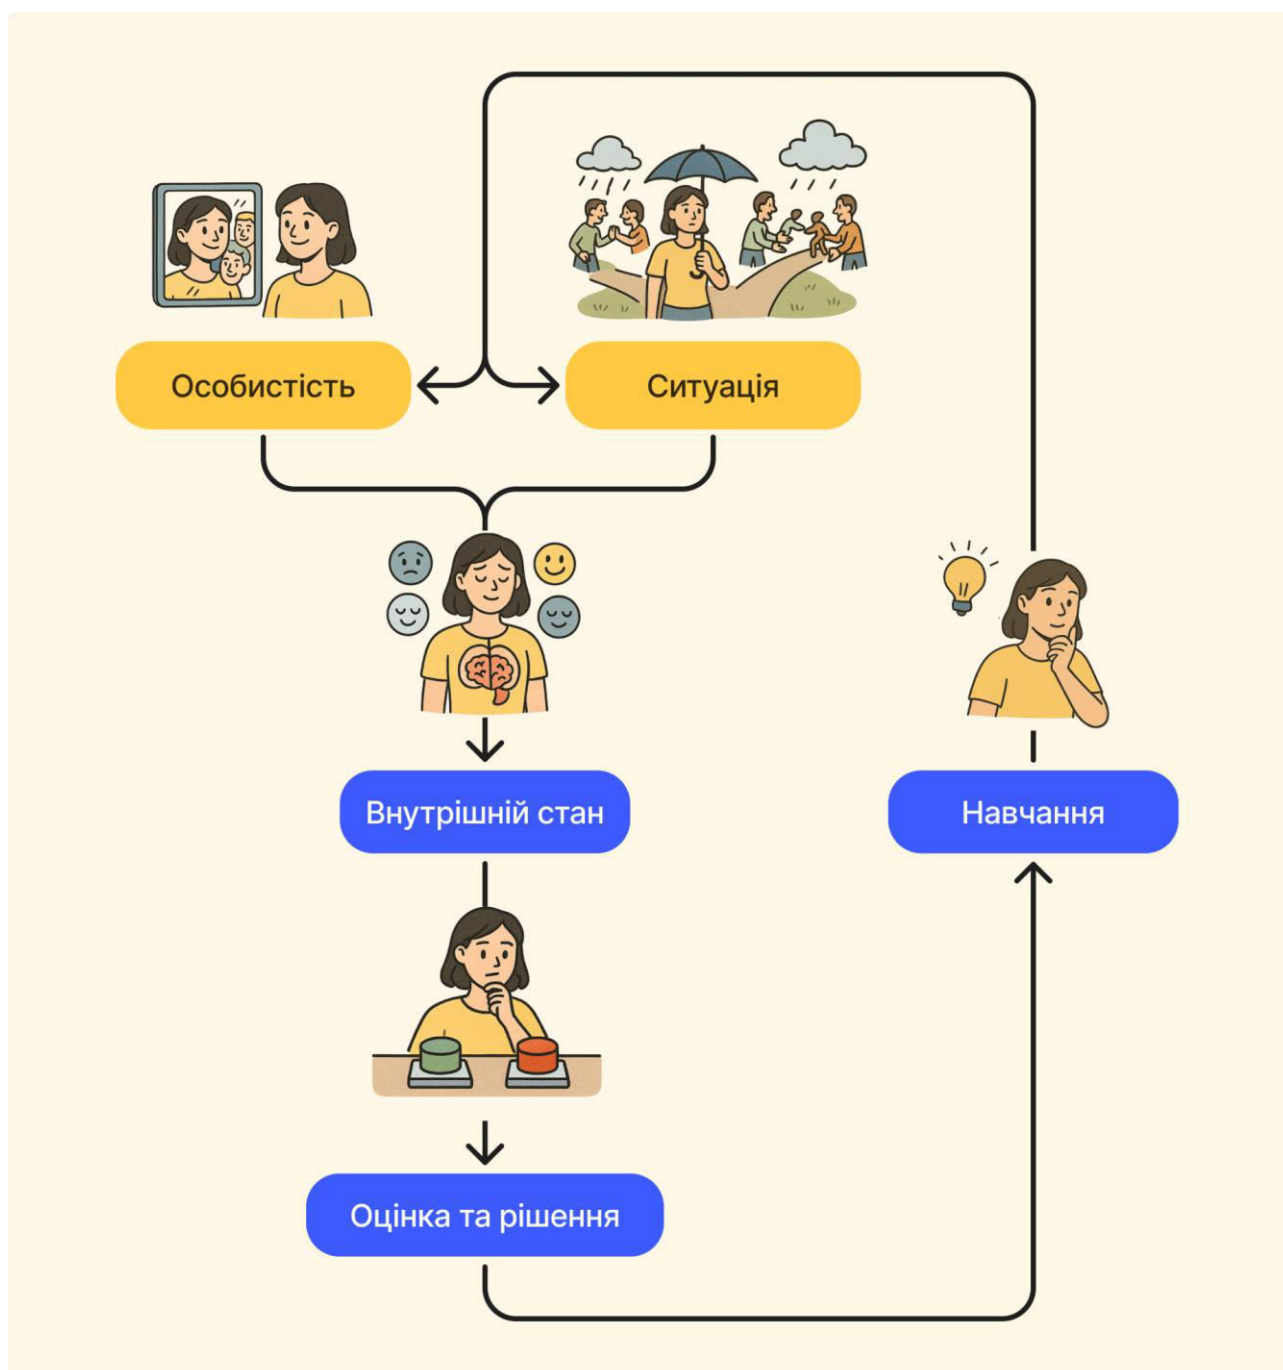 Особистість
Ситуація
Внутрішній стан
Навчання
Оцінка та рішення